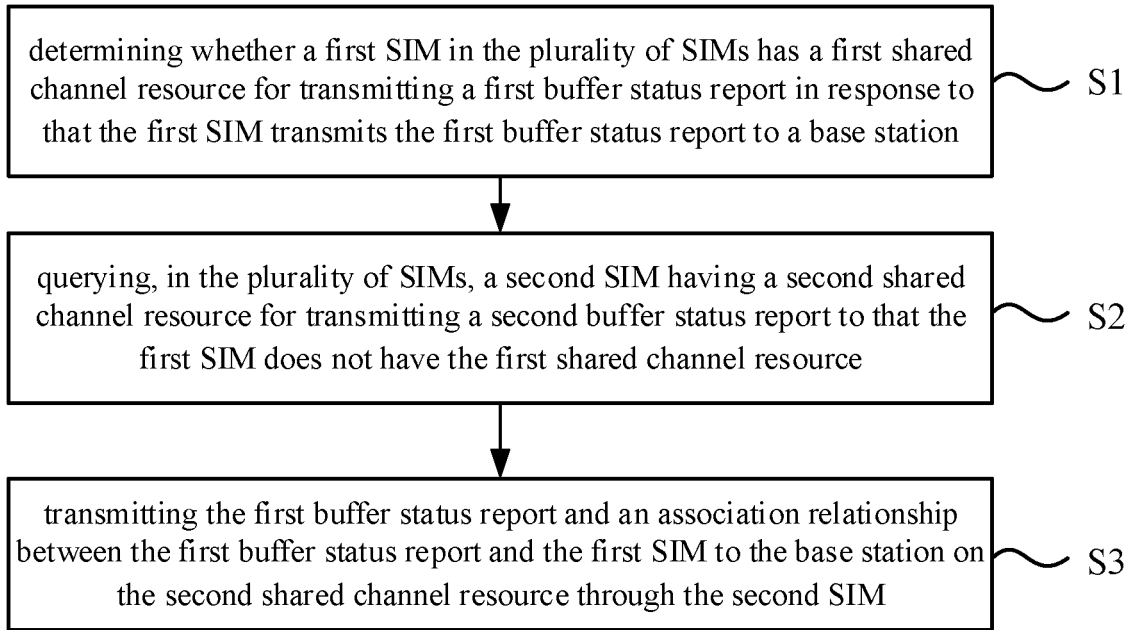 determining whether a first SIM in the plurality of SIMs has a first shared
channel resource for transmitting a first buffer status report in response to
that the first SIM transmits the first buffer status report to a base station
S1
querying, in the plurality of SIMs, a second SIM having a second shared
channel resource for transmitting a second buffer status report to that the
first SIM does not have the first shared channel resource
S2
transmitting the first buffer status report and an association relationship
between the first buffer status report and the first SIM to the base station on
the second shared channel resource through the second SIM
S3